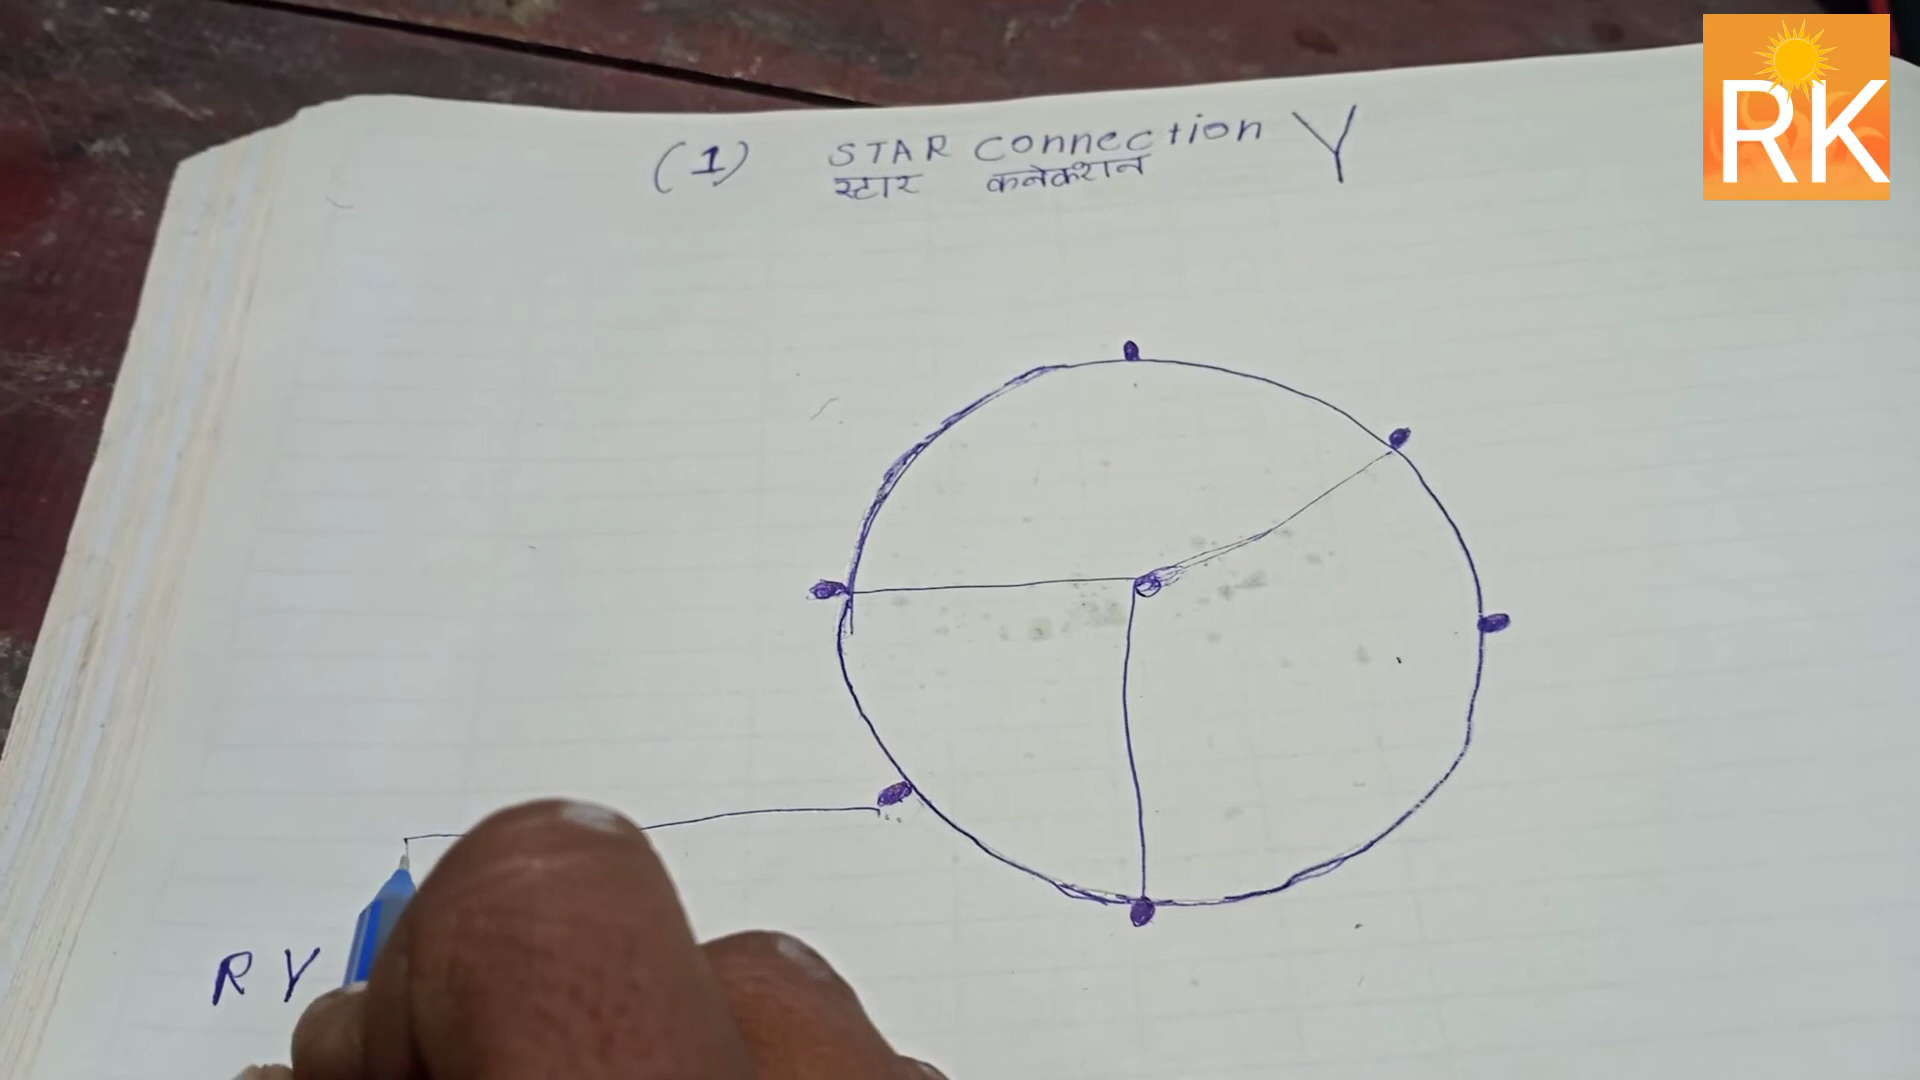 RK
(1) STAR connection Y
स्टार कनेक्शन
R Y